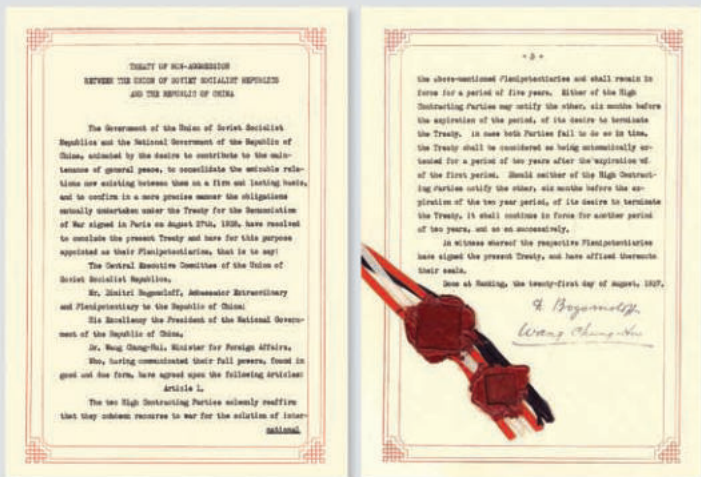 TREATY OF NON-AGGRESSION
BETWEEN THE UNION OF SOVIET SOCIALIST REPUBLICS
AND THE REPUBLIC OF CHINA
The Government of the Union of Soviet Socialist
Republics and the National Government of the Republic of
China, animated by the desire to contribute to the main-
tenance of general peace, to consolidate the amicable rela-
tions now existing between them on a firm and lasting basis,
and to confirm in a more precise manner the obligations
mutually undertaken under the Treaty for the Renunciation
of War signed in Paris on August 27th, 1928, have resolved
to conclude the present Treaty and have for this purpose
appointed as their Plenipotentiaries, that is to say:
The Central Executive Committee of the Union of
Soviet Socialist Republics,
Mr. Dimitri Bogomoloff, Ambassador Extraordinary
and Plenipotentiary to the Republic of China;
His Excellency the President of the National Govern-
ment of the Republic of China,
Dr. Wang Chung-Hui, Minister for Foreign Affairs,
Who, having communicated their full powers, found in
good and due form, have agreed upon the following Articles:
Article 1.
The two High Contracting Parties solemnly reaffirm
that they condemn recourse to war for the solution of inter-
national
- 3 -
the above-mentioned Plenipotentiaries and shall remain in
force for a period of five years. Either of the High
Contracting Parties may notify the other, six months before
the expiration of the period, of its desire to terminate
the Treaty. In case both Parties fail to do so in time,
the Treaty shall be considered as being automatically ex-
tended for a period of two years after the expiration
of the first period. Should neither of the High Contract-
ing Parties notify the other, six months before the ex-
piration of the two year period, of its desire to terminate
the Treaty, it shall continue in force for another period
of two years, and so on successively.
In witness whereof the respective Plenipotentiaries
have signed the present Treaty, and have affixed thereunto
their seals.
Done at Nanking, the twenty-first day of August, 1937.
D. Bogomoloff
Wang Chung-Hui